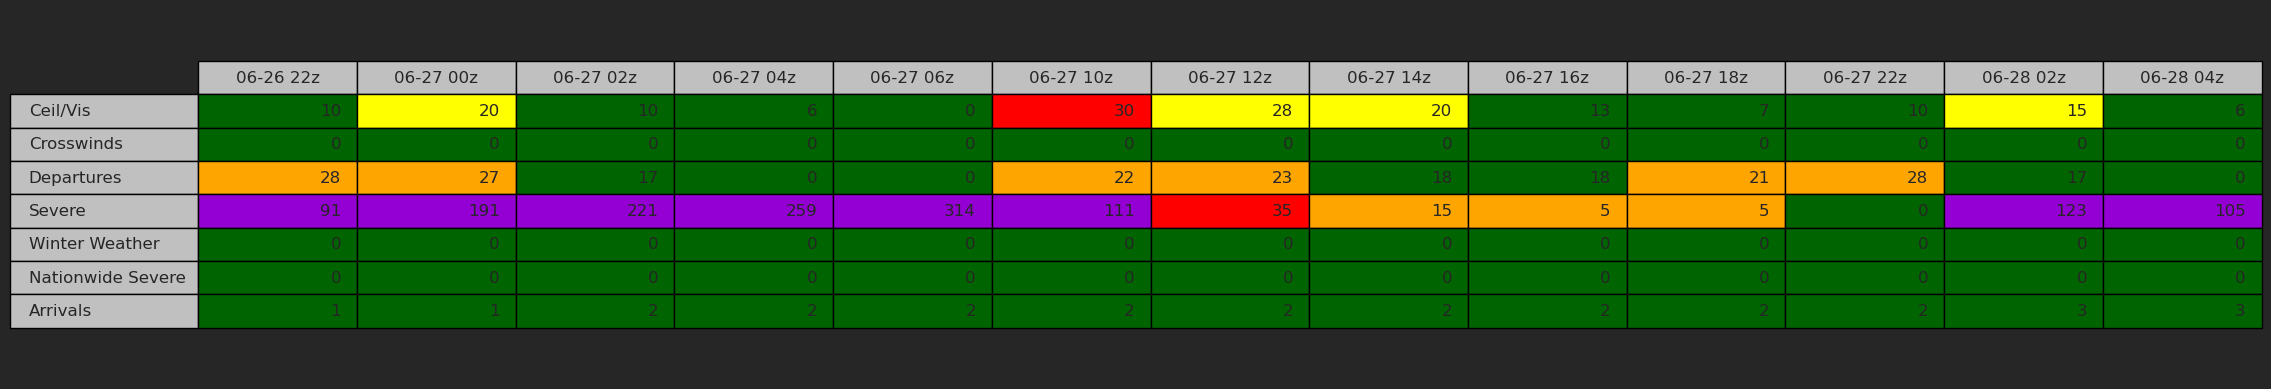 06-26 22z 06-27 00z 06-27 02z 06-27 04z 06-27 06z 06-27 10z 06-27 12z 06-27 14z 06-27 16z 06-27 18z 06-27 22z 06-28 02z 06-28 04z
Ceil/Vis 10 20 10 6 0 30 28 20 13 7 10 15 6
Crosswinds 0 0 0 0 0 0 0 0 0 0 0 0 0
Departures 28 27 17 0 0 22 23 18 18 21 28 17 0
Severe 91 191 221 259 314 111 35 15 5 5 0 123 105
Winter Weather 0 0 0 0 0 0 0 0 0 0 0 0 0
Nationwide Severe 0 0 0 0 0 0 0 0 0 0 0 0 0
Arrivals 1 1 2 2 2 2 2 2 2 2 2 3 3